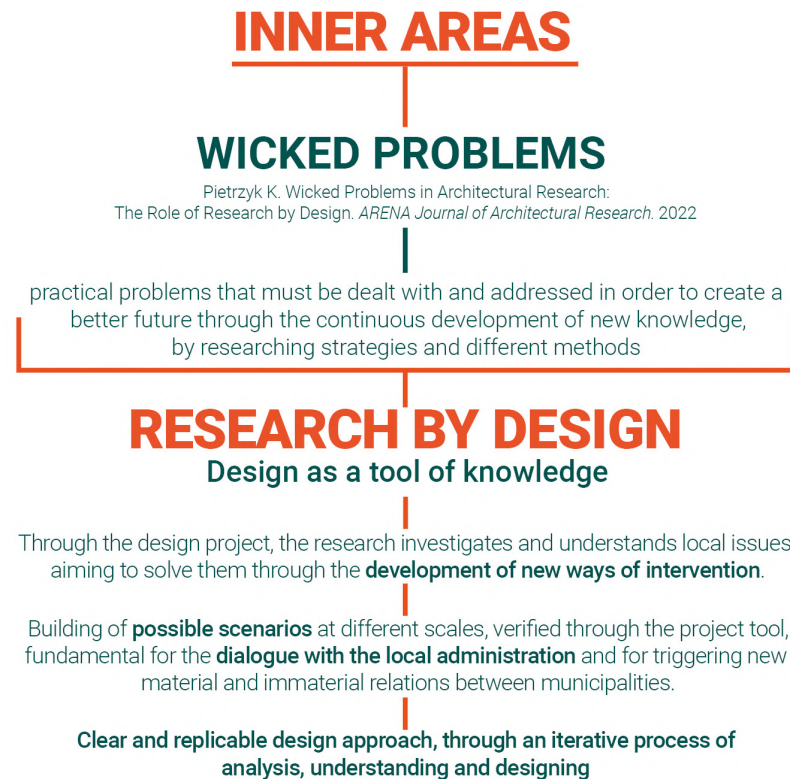 INNER AREAS
WICKED PROBLEMS
Pietrzyk K. Wicked Problems in Architectural Research:
The Role of Research by Design. ARENA Journal of Architectural Research. 2022
practical problems that must be dealt with and addressed in order to create a
better future through the continuous development of new knowledge,
by researching strategies and different methods
RESEARCH BY DESIGN
Design as a tool of knowledge
Through the design project, the research investigates and understands local issues
aiming to solve them through the development of new ways of intervention.
Building of possible scenarios at different scales, verified through the project tool,
fundamental for the dialogue with the local administration and for triggering new
material and immaterial relations between municipalities.
Clear and replicable design approach, through an iterative process of
analysis, understanding and designing